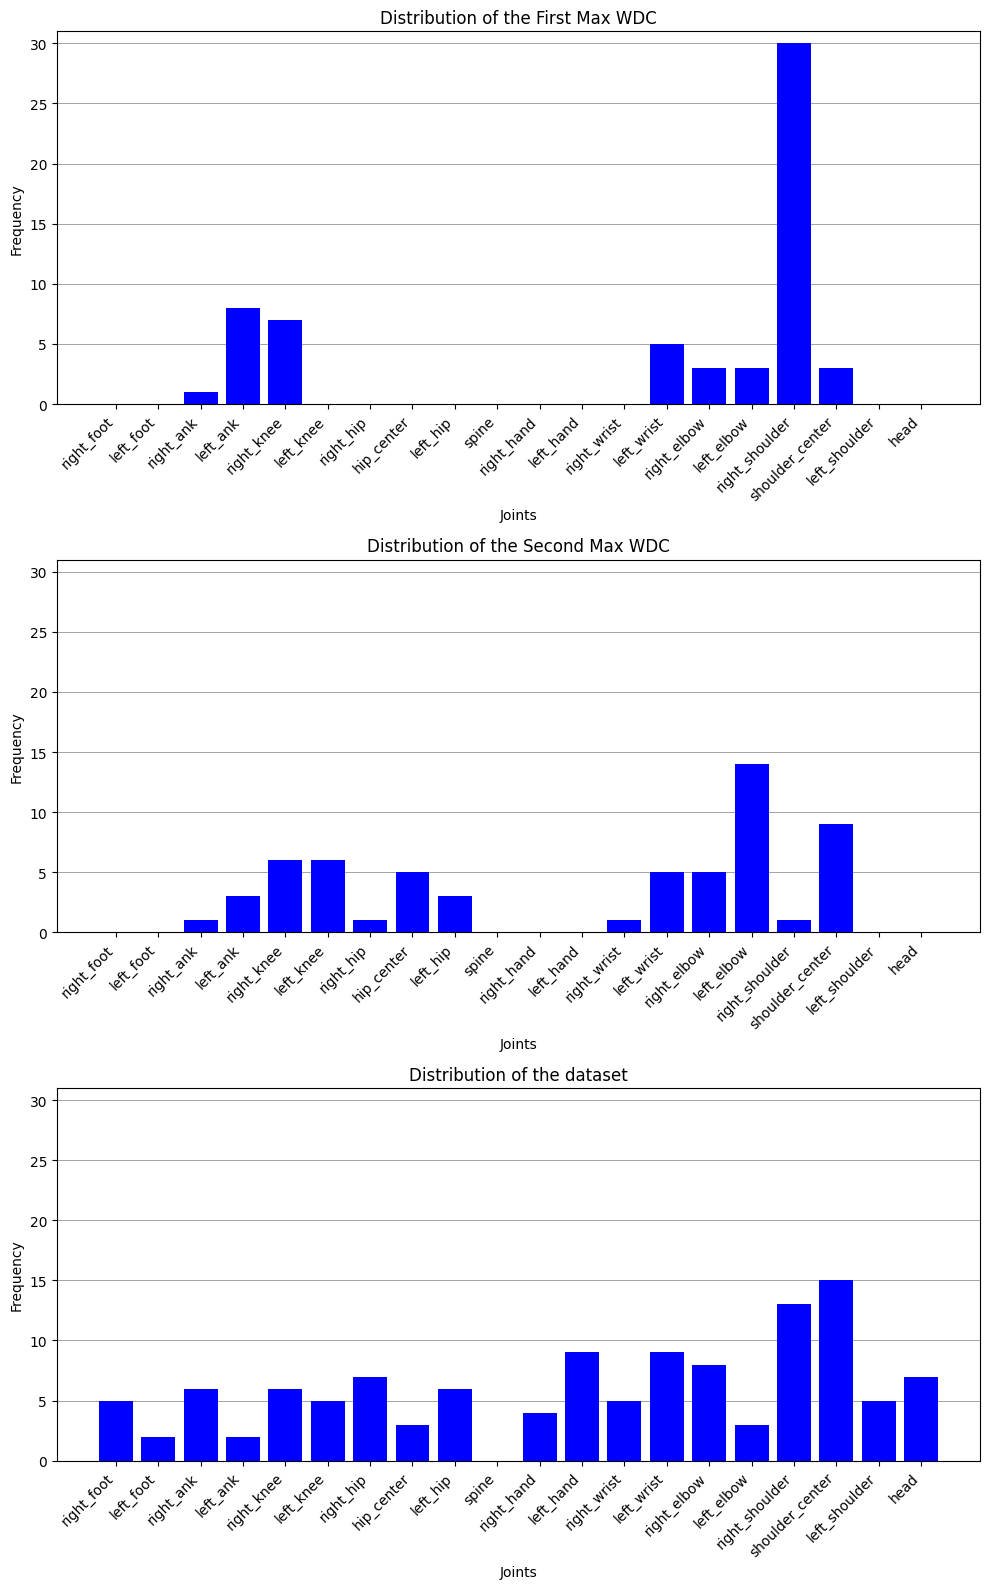 Distribution of the First Max WDC
30
25
20
15
10
5
0
Frequency
right_foot
left_foot
right_ank
left_ank
right_knee
left_knee
right_hip
hip_center
left_hip
spine
right_hand
left_hand
right_wrist
left_wrist
right_elbow
left_elbow
right_shoulder
shoulder_center
left_shoulder
head
Joints
Distribution of the Second Max WDC
30
25
20
15
10
5
0
Frequency
right_foot
left_foot
right_ank
left_ank
right_knee
left_knee
right_hip
hip_center
left_hip
spine
right_hand
left_hand
right_wrist
left_wrist
right_elbow
left_elbow
right_shoulder
shoulder_center
left_shoulder
head
Joints
Distribution of the dataset
30
25
20
15
10
5
0
Frequency
right_foot
left_foot
right_ank
left_ank
right_knee
left_knee
right_hip
hip_center
left_hip
spine
right_hand
left_hand
right_wrist
left_wrist
right_elbow
left_elbow
right_shoulder
shoulder_center
left_shoulder
head
Joints